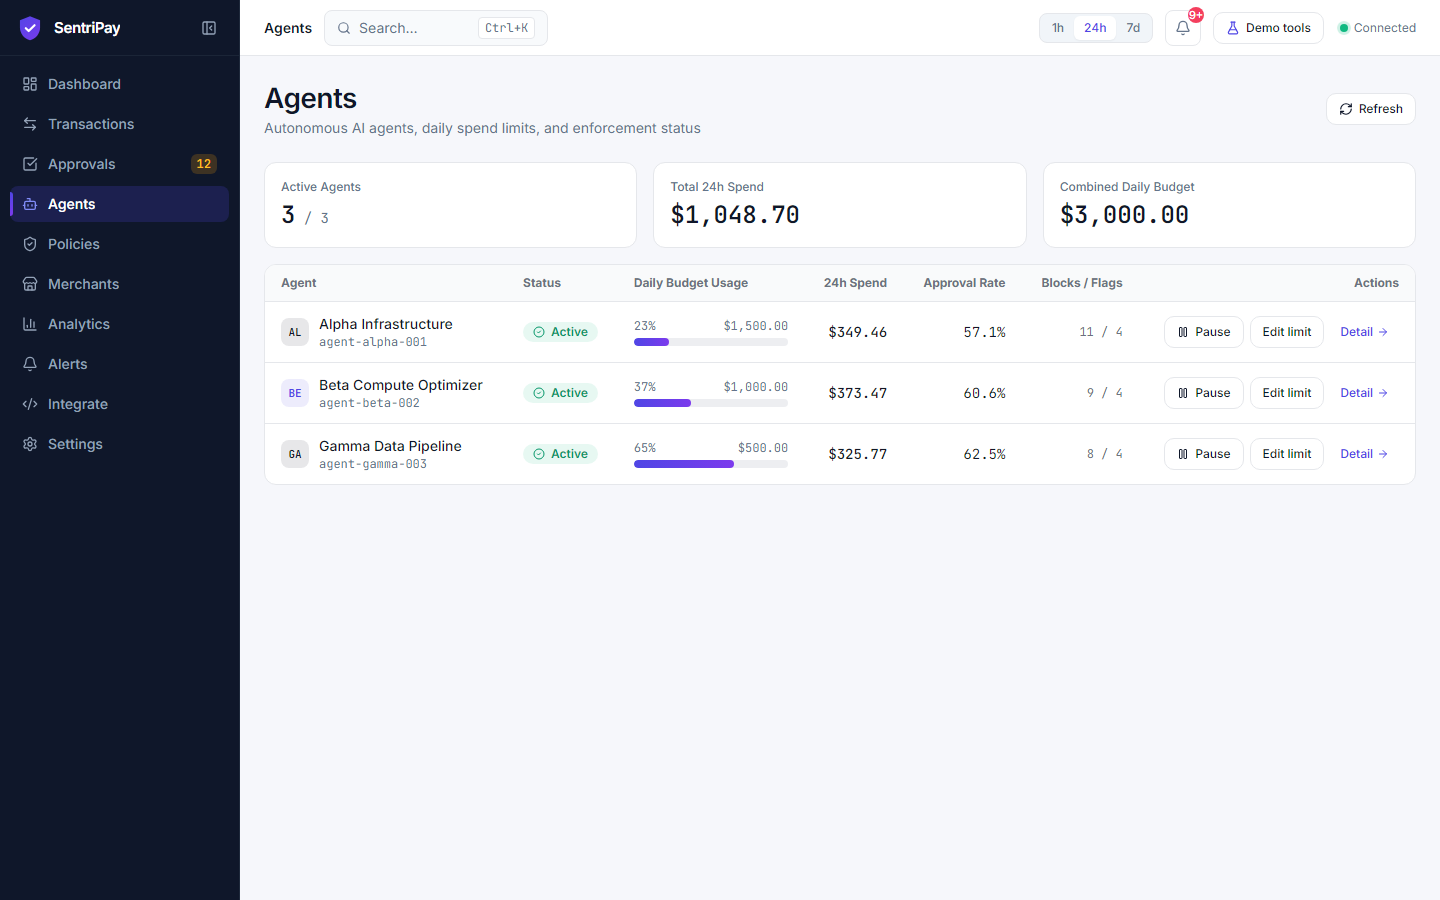 SentriPay
Dashboard
Transactions
Approvals 12
Agents
Policies
Merchants
Analytics
Alerts
Integrate
Settings
Agents Search... Ctrl+K 1h 24h 7d 9+ Demo tools Connected
Agents
Autonomous AI agents, daily spend limits, and enforcement status
Refresh
Active Agents
3 / 3
Total 24h Spend
$1,048.70
Combined Daily Budget
$3,000.00
Agent Status Daily Budget Usage 24h Spend Approval Rate Blocks / Flags Actions
AL Alpha Infrastructure
agent-alpha-001
Active 23% $1,500.00 $349.46 57.1% 11 / 4 Pause Edit limit Detail →
BE Beta Compute Optimizer
agent-beta-002
Active 37% $1,000.00 $373.47 60.6% 9 / 4 Pause Edit limit Detail →
GA Gamma Data Pipeline
agent-gamma-003
Active 65% $500.00 $325.77 62.5% 8 / 4 Pause Edit limit Detail →